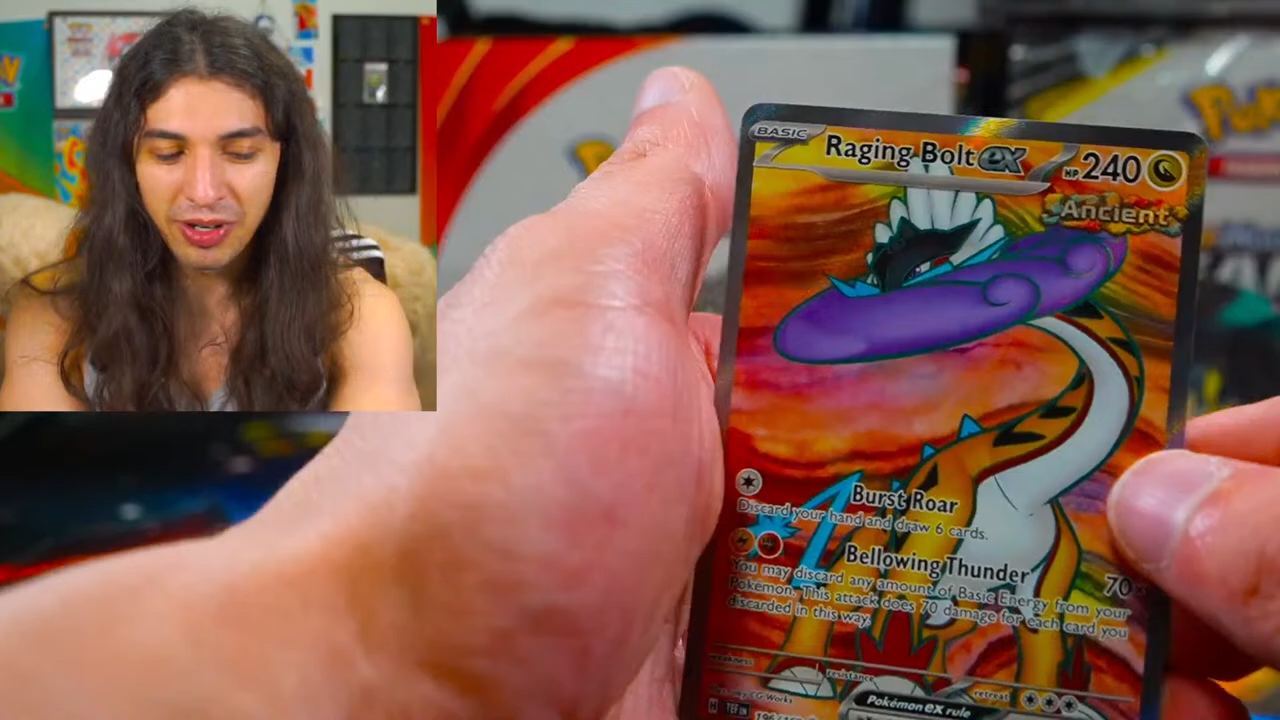 BASIC
Raging Bolt ex
HP 240
Ancient
Burst Roar
Discard your hand and draw 6 cards.
Bellowing Thunder
70×
You may discard any amount of Basic Energy from your
Pokémon. This attack does 70 damage for each card you
discarded in this way.
weakness
resistance
retreat
Pokémon ex rule
H TEF EN